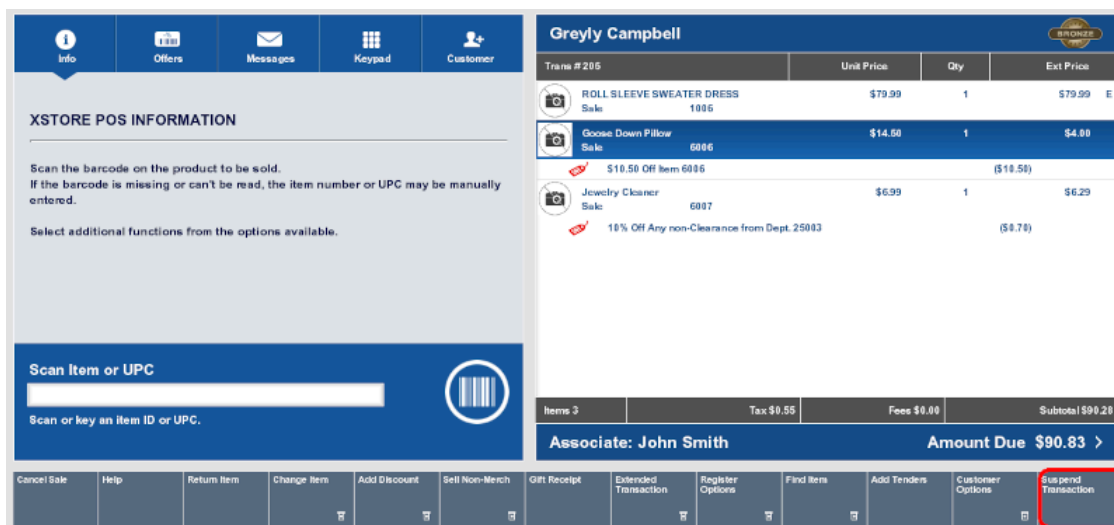 Info
Offers
Messages
Keypad
Customer
XSTORE POS INFORMATION
Scan the barcode on the product to be sold.
If the barcode is missing or can't be read, the item number or UPC may be manually
entered.
Select additional functions from the options available.
Scan Item or UPC
Scan or key an item ID or UPC.
Greyly Campbell
BRONZE
Trans # 205 Unit Price Qty Ext Price
ROLL SLEEVE SWEATER DRESS $79.99 1 $79.99 E
Sale 1006
Goose Down Pillow $14.50 1 $4.00
Sale 6006
$10.50 Off Item 6006 ($10.50)
Jewelry Cleaner $6.99 1 $6.29
Sale 6007
10% Off Any non-Clearance from Dept. 25003 ($0.70)
Items 3 Tax $0.55 Fees $0.00 Subtotal $90.28
Associate: John Smith Amount Due $90.83 >
Cancel Sale
Help
Return Item
Change Item
Add Discount
Sell Non-Merch
Gift Receipt
Extended
Transaction
Register
Options
Find Item
Add Tenders
Customer
Options
Suspend
Transaction